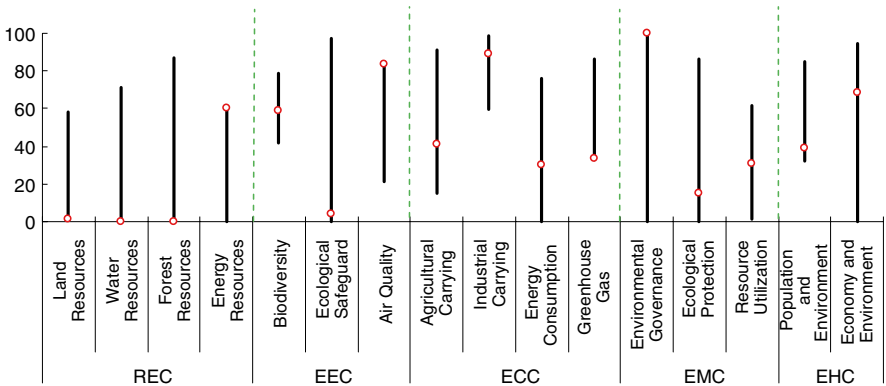 100
80
60
40
20
0
Land
Resources
Water
Resources
Forest
Resources
Energy
Resources
Biodiversity
Ecological
Safeguard
Air Quality
Agricultural
Carrying
Industrial
Carrying
Energy
Consumption
Greenhouse
Gas
Environmental
Governance
Ecological
Protection
Resource
Utilization
Population
and
Environment
Economy and
Environment
REC
EEC
ECC
EMC
EHC